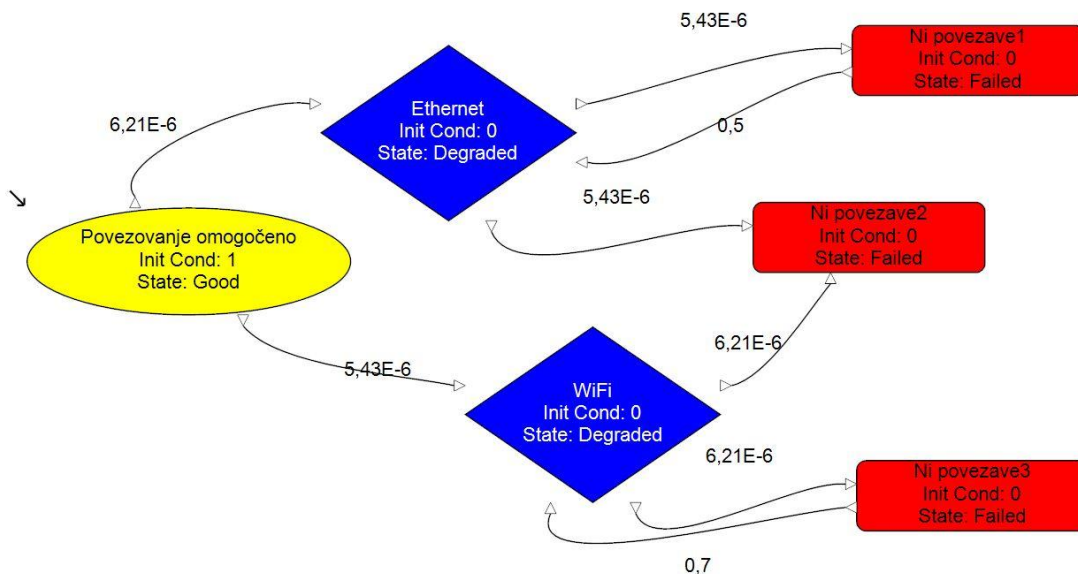 5,43E-6
Ni povezave1
Init Cond: 0
State: Failed
Ethernet
Init Cond: 0
State: Degraded
6,21E-6
0,5
5,43E-6
Ni povezave2
Init Cond: 0
State: Failed
Povezovanje omogočeno
Init Cond: 1
State: Good
6,21E-6
5,43E-6
WiFi
Init Cond: 0
State: Degraded
6,21E-6
Ni povezave3
Init Cond: 0
State: Failed
0,7